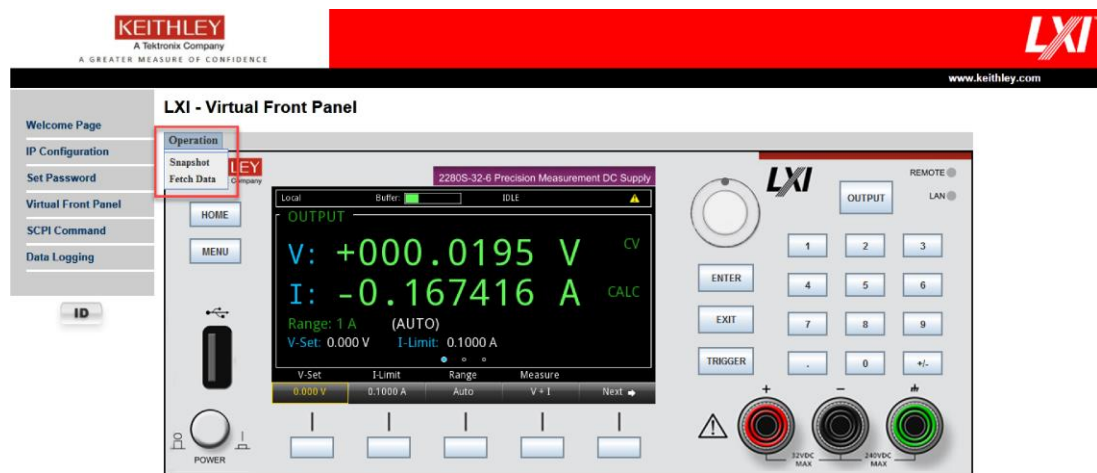 KEITHLEY
A Tektronix Company
A GREATER MEASURE OF CONFIDENCE
LXI
www.keithley.com
LXI - Virtual Front Panel
Welcome Page
IP Configuration
Set Password
Virtual Front Panel
SCPI Command
Data Logging
ID
Operation
Snapshot
Fetch Data
LEY
Company
2280S-32-6 Precision Measurement DC Supply
LXI
REMOTE
LAN
OUTPUT
HOME
MENU
Local Buffer: IDLE
OUTPUT
V: +000.0195 V CV
I: -0.167416 A CALC
Range: 1 A (AUTO)
V-Set: 0.000 V I-Limit: 0.1000 A
V-Set I-Limit Range Measure
0.000 V 0.1000 A Auto V + I Next
ENTER
EXIT
TRIGGER
1 2 3
4 5 6
7 8 9
. 0 +/-
+ −
32VDC MAX
240VDC MAX
POWER